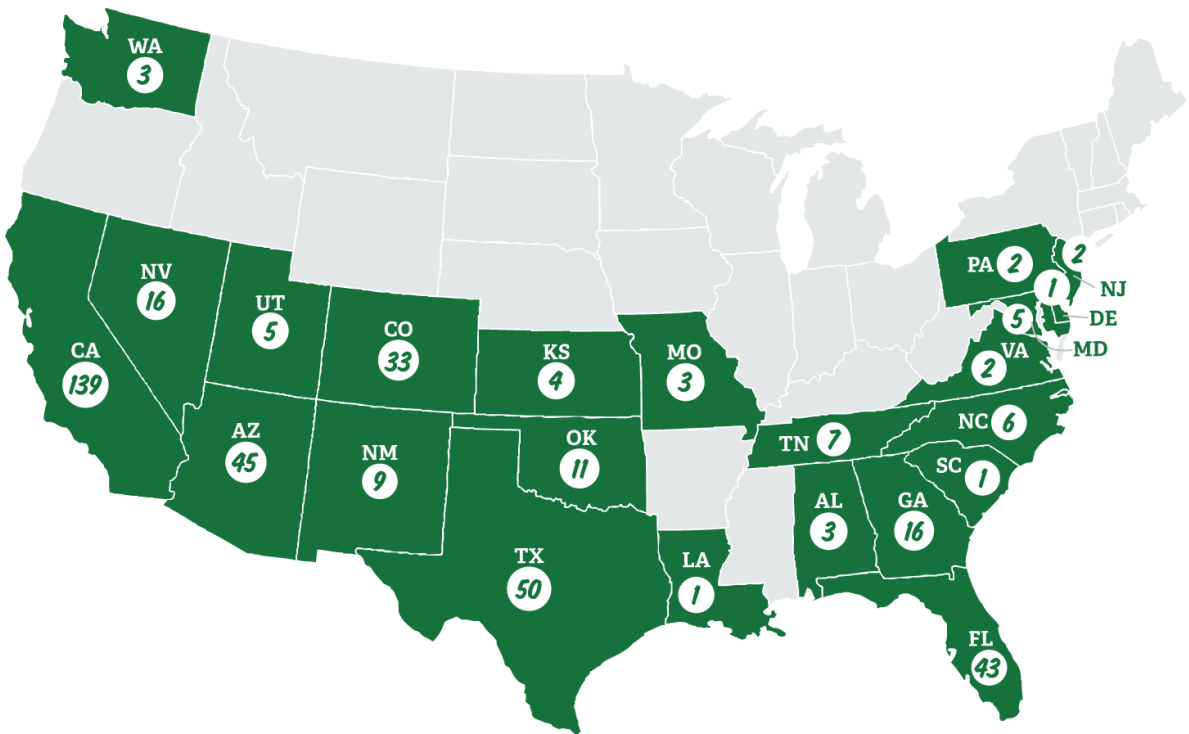 WA
3
NV
16
UT
5
CO
33
CA
139
AZ
45
NM
9
KS
4
MO
3
OK
11
TX
50
LA
1
TN 7
AL
3
GA
16
FL
43
SC 1
NC 6
VA
2
PA 2
2
NJ
1
DE
5
MD